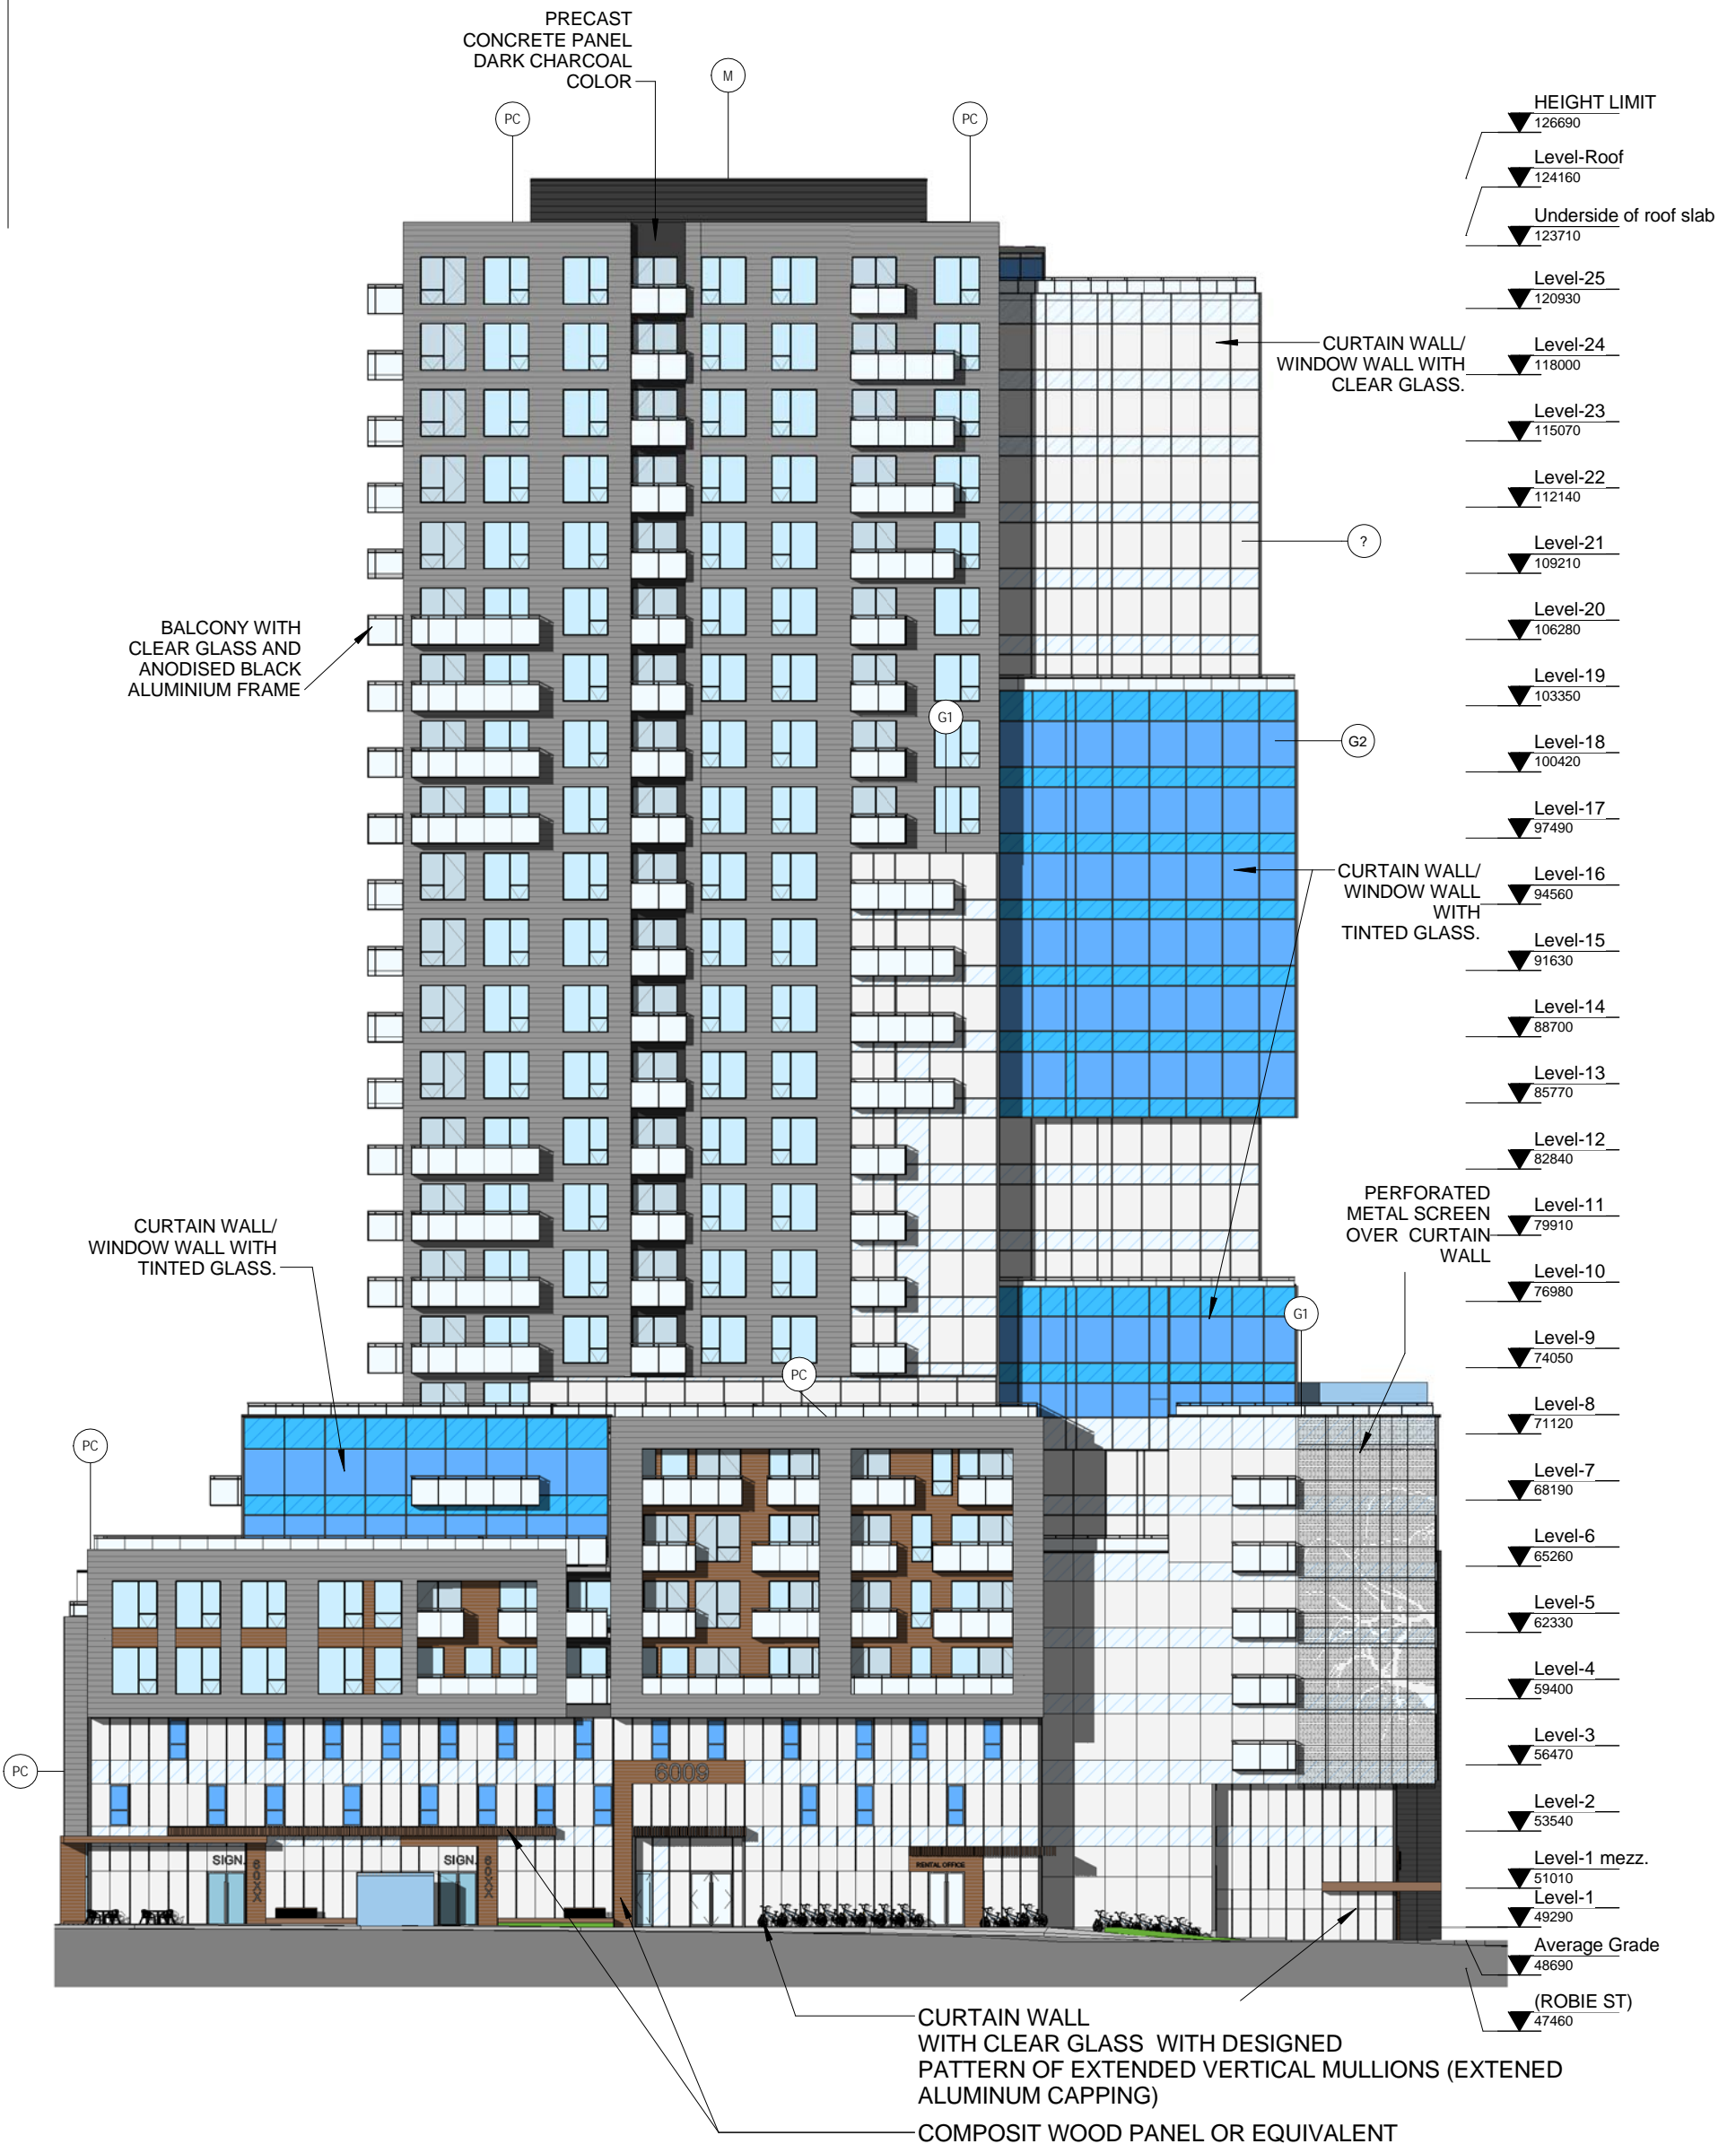 PRECAST
CONCRETE PANEL
DARK CHARCOAL
COLOR
M
PC
PC
HEIGHT LIMIT
126690
Level-Roof
124160
Underside of roof slab
123710
Level-25
120930
CURTAIN WALL/
WINDOW WALL WITH
CLEAR GLASS.
Level-24
118000
Level-23
115070
Level-22
112140
?
Level-21
109210
BALCONY WITH
CLEAR GLASS AND
ANODISED BLACK
ALUMINIUM FRAME
Level-20
106280
Level-19
103350
G1
G2
Level-18
100420
Level-17
97490
CURTAIN WALL/
WINDOW WALL
WITH
TINTED GLASS.
Level-16
94560
Level-15
91630
Level-14
88700
Level-13
85770
Level-12
82840
PERFORATED
METAL SCREEN
OVER CURTAIN
WALL
Level-11
79910
CURTAIN WALL/
WINDOW WALL WITH
TINTED GLASS.
Level-10
76980
G1
Level-9
74050
PC
Level-8
71120
PC
Level-7
68190
Level-6
65260
Level-5
62330
Level-4
59400
Level-3
56470
PC
6009
Level-2
53540
SIGN.
60XX
SIGN.
60XX
RENTAL OFFICE
Level-1 mezz.
51010
Level-1
49290
Average Grade
48690
(ROBIE ST)
47460
CURTAIN WALL
WITH CLEAR GLASS WITH DESIGNED
PATTERN OF EXTENDED VERTICAL MULLIONS (EXTENED
ALUMINUM CAPPING)
COMPOSIT WOOD PANEL OR EQUIVALENT